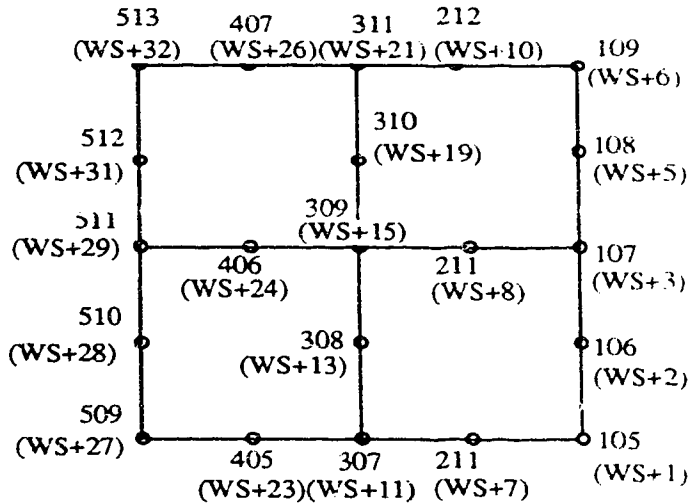 513 407 311 212
(WS+32) (WS+26)(WS+21) (WS+10)
109
(WS+6)
310
(WS+19)
512
(WS+31)
108
(WS+5)
511
(WS+29)
309
(WS+15)
406
(WS+24)
211
(WS+8)
107
(WS+3)
510
(WS+28)
308
(WS+13)
106
(WS+2)
509
(WS+27)
405 307 211
(WS+23)(WS+11) (WS+7)
105
(WS+1)